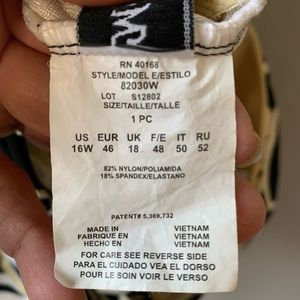 RN 40168
STYLE/MODEL E/ESTILO
82030W
LOT S12802
SIZE/TAILLE/TALLE
1 PC
US EUR UK F/E IT RU
16W 46 18 48 50 52
82% NYLON/POLIAMIDA
18% SPANDEX/ELASTANO
PATENT# 5,369,732
MADE IN VIETNAM
FABRIQUE EN VIETNAM
HECHO EN VIETNAM
FOR CARE SEE REVERSE SIDE
PARA EL CUIDADO VEA EL DORSO
POUR LE SOIN VOIR LE VERSO